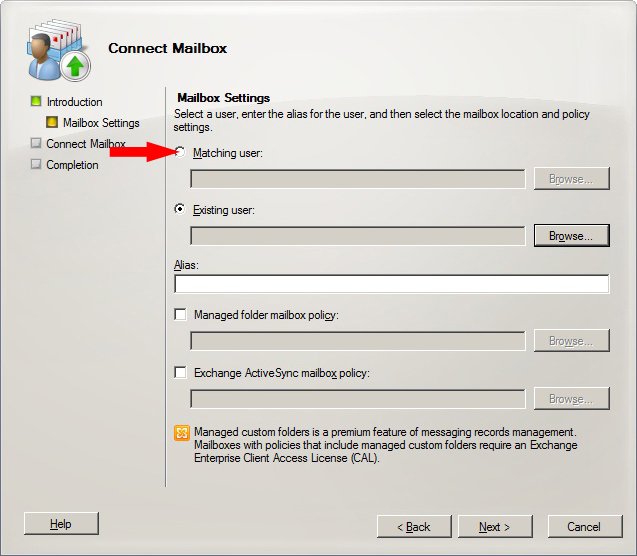 Connect Mailbox
Introduction
Mailbox Settings
Connect Mailbox
Completion
Mailbox Settings
Select a user, enter the alias for the user, and then select the mailbox location and policy
settings.
Matching user:
Browse...
Existing user:
Browse...
Alias:
Managed folder mailbox policy:
Browse...
Exchange ActiveSync mailbox policy:
Browse...
Managed custom folders is a premium feature of messaging records management.
Mailboxes with policies that include managed custom folders require an Exchange
Enterprise Client Access License (CAL).
Help
< Back
Next >
Cancel